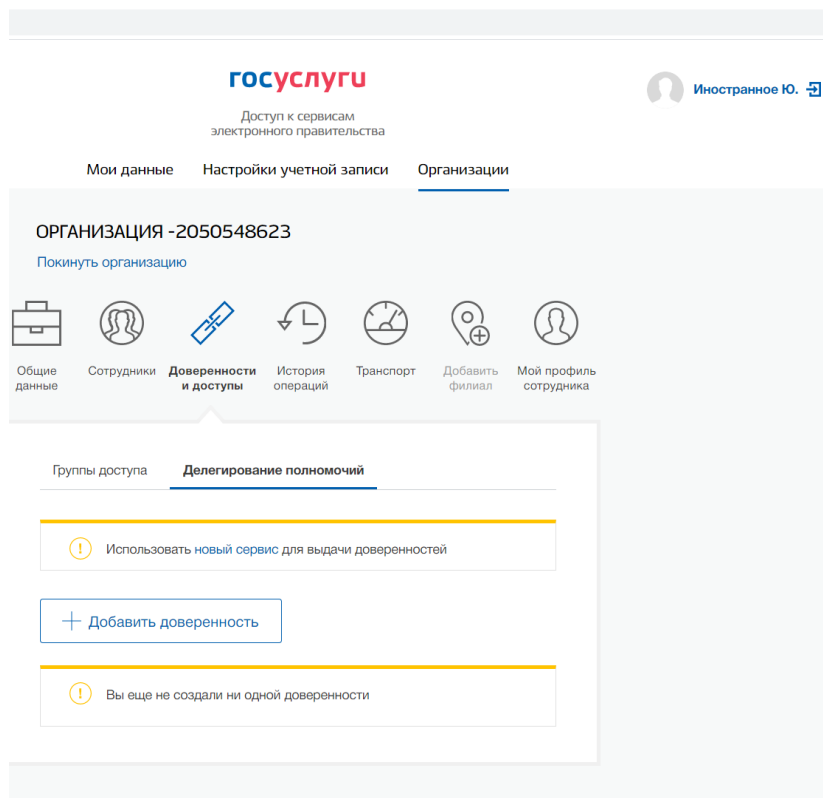 госуслуги
Доступ к сервисам
электронного правительства
Иностранное Ю.
Мои данные Настройки учетной записи Организации
ОРГАНИЗАЦИЯ -2050548623
Покинуть организацию
Общие данные
Сотрудники
Доверенности и доступы
История операций
Транспорт
Добавить филиал
Мой профиль сотрудника
Группы доступа Делегирование полномочий
Использовать новый сервис для выдачи доверенностей
Добавить доверенность
Вы еще не создали ни одной доверенности